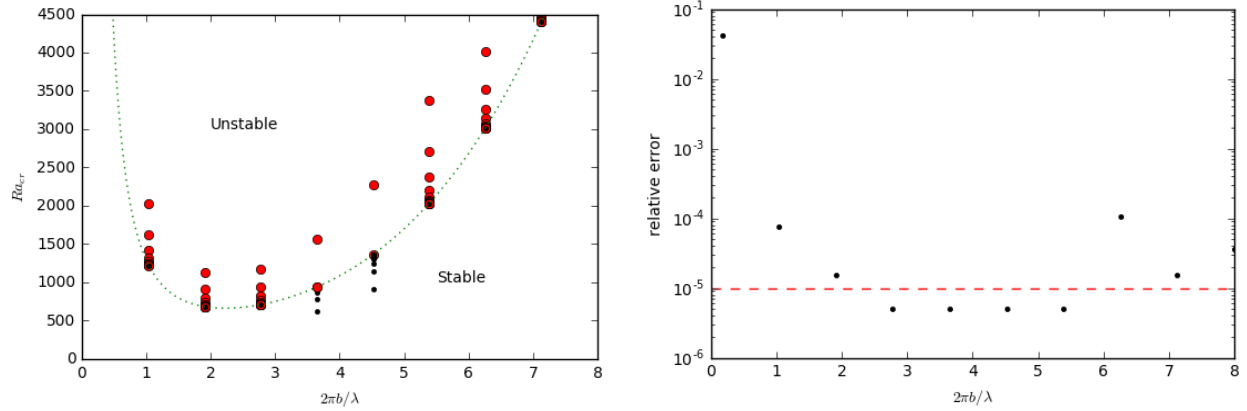 4500
4000
3500
3000
2500
2000
1500
1000
500
0
Ra_cr
Unstable
Stable
0 1 2 3 4 5 6 7 8
2πb/λ
10^-1
10^-2
10^-3
10^-4
10^-5
10^-6
relative error
0 1 2 3 4 5 6 7 8
2πb/λ